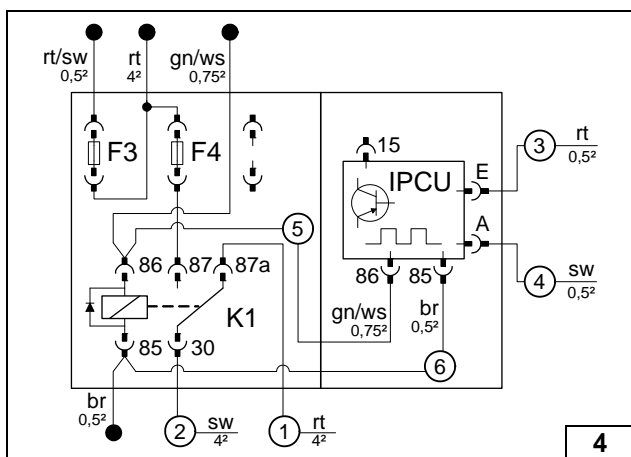 rt/sw rt gn/ws
0,5² 4² 0,75²
F3 F4
15
IPCU E
3 rt
0,5²
A
5
86 87 87a
86 85
4 sw
0,5²
K1
gn/ws br
0,75² 0,5²
85 30
6
br
0,5²
2 sw 1 rt
4² 4²
4